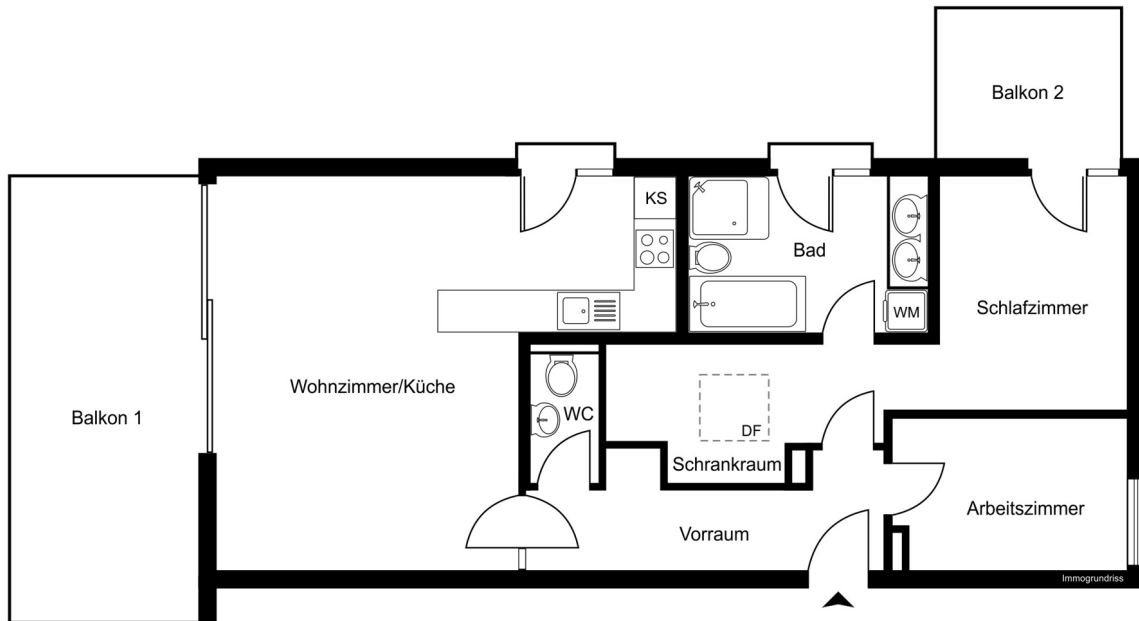 Balkon 2
KS
Bad
WM
Schlafzimmer
Wohnzimmer/Küche
Balkon 1
WC
DF
Schrankraum
Arbeitszimmer
Vorraum
Immogrundriss